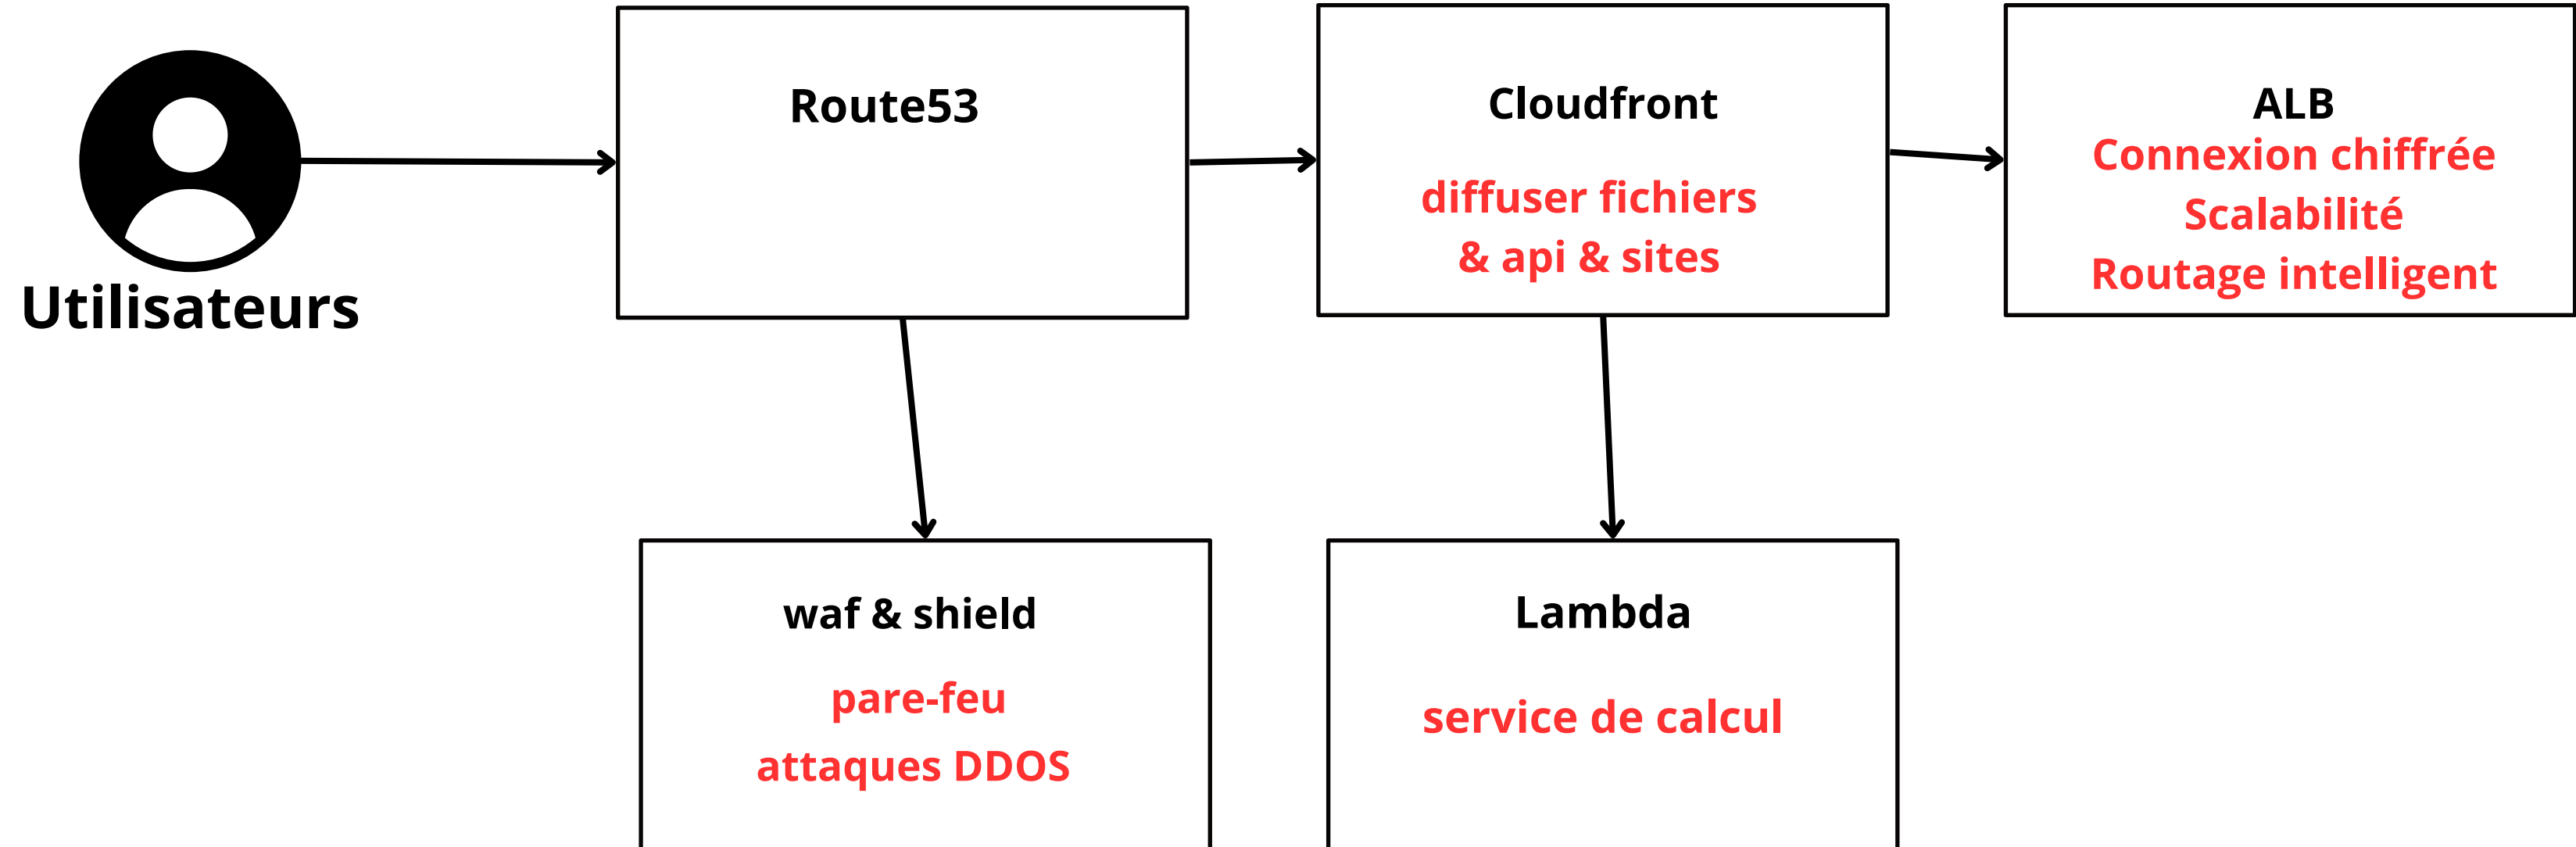 Utilisateurs
Route53
Cloudfront
diffuser fichiers
& api & sites
ALB
Connexion chiffrée
Scalabilité
Routage intelligent
waf & shield
pare-feu
attaques DDOS
Lambda
service de calcul